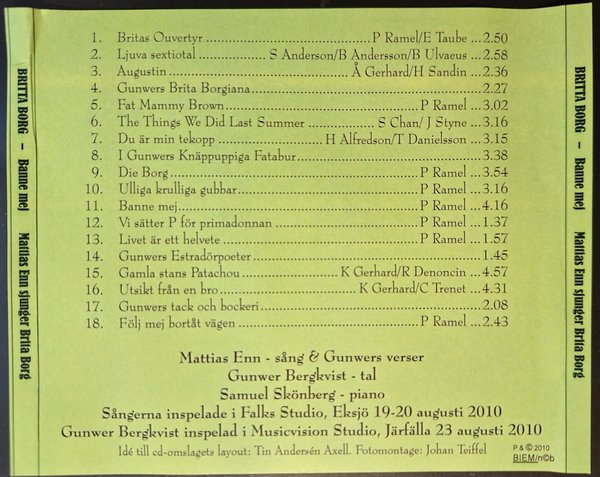 BRITTA BORG – Banne mej Mattias Enn sjunger Brita Borg
1. Britas Ouvertyr ........ P Ramel/E Taube ...2.50
2. Ljuva sextiotal ........ S Anderson/B Andersson/B Ulvaeus ...2.58
3. Augustin ........ Å Gerhard/H Sandin ...2.36
4. Gunwers Brita Borgiana ........ 2.27
5. Fat Mammy Brown ........ P Ramel ...3.02
6. The Things We Did Last Summer ........ S Chan/ J Styne ...3.16
7. Du är min tekopp ........ H Alfredson/T Danielsson ...3.15
8. I Gunwers Knäppuppiga Fatabur ........ 3.38
9. Die Borg ........ P Ramel ...3.54
10. Ulliga krulliga gubbar ........ P Ramel ...3.16
11. Banne mej ........ P Ramel ...4.16
12. Vi sätter P för primadonnan ........ P Ramel ...1.37
13. Livet är ett helvete ........ P Ramel ...1.57
14. Gunwers Estradörpoeter ........ 1.45
15. Gamla stans Patachou ........ K Gerhard/R Denoncin ...4.57
16. Utsikt från en bro ........ K Gerhard/C Trenet ...4.31
17. Gunwers tack och bockeri ........ 2.08
18. Följ mej bortåt vägen ........ P Ramel ...2.43
Mattias Enn - sång & Gunwers verser
Gunwer Bergkvist - tal
Samuel Skönberg - piano
Sångerna inspelade i Falks Studio, Eksjö 19-20 augusti 2010
Gunwer Bergkvist inspelad i Musicvision Studio, Järfälla 23 augusti 2010
Idé till cd-omslagets layout: Tin Andersén Axell. Fotomontage: Johan Teiffel
P & © 2010
BIEM/n©b
BRITTA BORG – Banne mej Mattias Enn sjunger Brita Borg